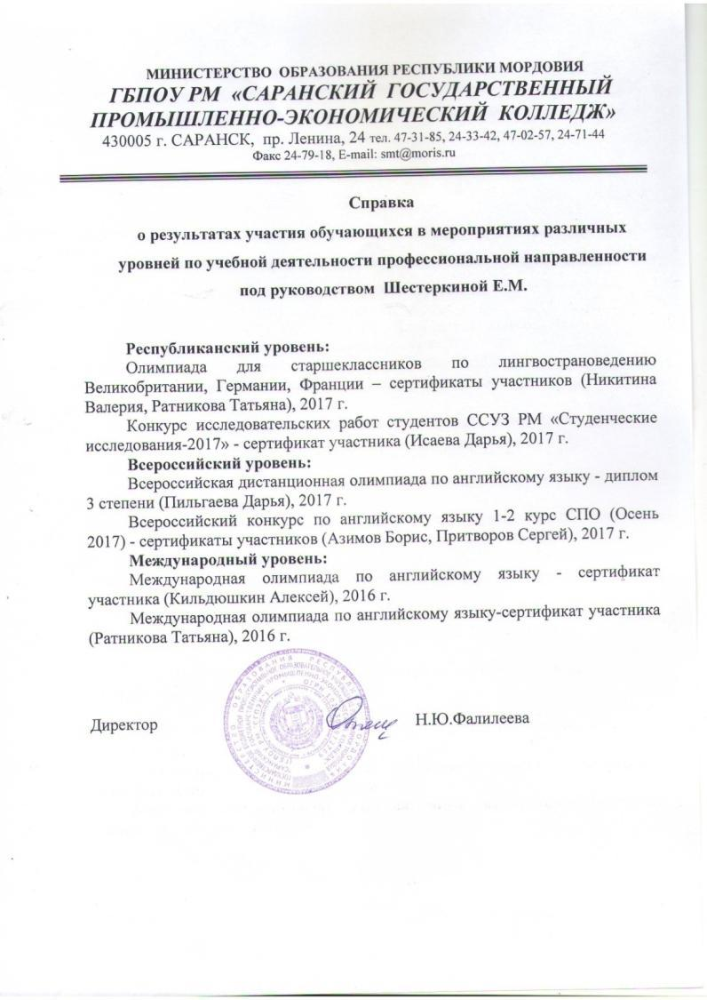 МИНИСТЕРСТВО ОБРАЗОВАНИЯ РЕСПУБЛИКИ МОРДОВИЯ
ГБПОУ РМ «САРАНСКИЙ ГОСУДАРСТВЕННЫЙ
ПРОМЫШЛЕННО-ЭКОНОМИЧЕСКИЙ КОЛЛЕДЖ»
430005 г. САРАНСК, пр. Ленина, 24 тел. 47-31-85, 24-33-42, 47-02-57, 24-71-44
Факс 24-79-18, E-mail: smt@moris.ru
Справка
о результатах участия обучающихся в мероприятиях различных
уровней по учебной деятельности профессиональной направленности
под руководством Шестеркиной Е.М.
Республиканский уровень:
Олимпиада для старшеклассников по лингвострановедению
Великобритании, Германии, Франции – сертификаты участников (Никитина
Валерия, Ратникова Татьяна), 2017 г.
Конкурс исследовательских работ студентов ССУЗ РМ «Студенческие
исследования-2017» - сертификат участника (Исаева Дарья), 2017 г.
Всероссийский уровень:
Всероссийская дистанционная олимпиада по английскому языку - диплом
3 степени (Пильгаева Дарья), 2017 г.
Всероссийский конкурс по английскому языку 1-2 курс СПО (Осень
2017) - сертификаты участников (Азимов Борис, Притворов Сергей), 2017 г.
Международный уровень:
Международная олимпиада по английскому языку - сертификат
участника (Кильдюшкин Алексей), 2016 г.
Международная олимпиада по английскому языку-сертификат участника
(Ратникова Татьяна), 2016 г.
Директор
Н.Ю.Фалилеева